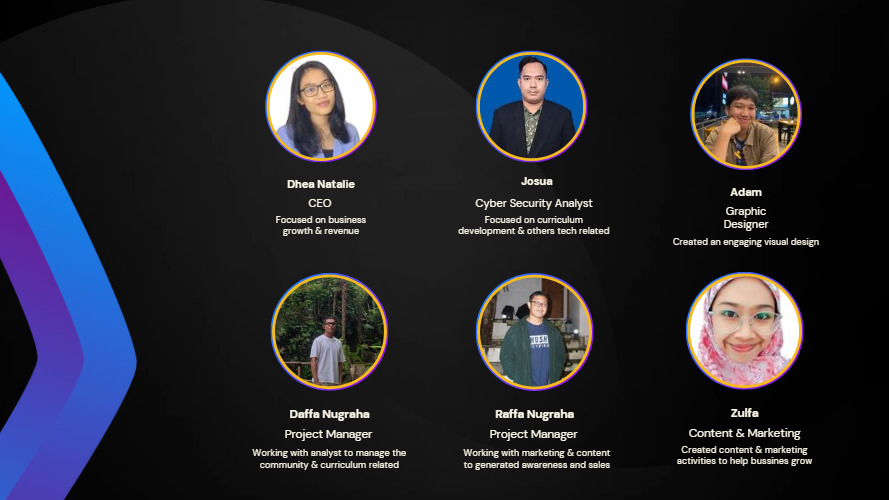 Dhea Natalie
CEO
Focused on business
growth & revenue
Josua
Cyber Security Analyst
Focused on curriculum
development & others tech related
Adam
Graphic
Designer
Created an engaging visual design
Daffa Nugraha
Project Manager
Working with analyst to manage the
community & curriculum related
Raffa Nugraha
Project Manager
Working with marketing & content
to generated awareness and sales
Zulfa
Content & Marketing
Created content & marketing
activities to help bussines grow